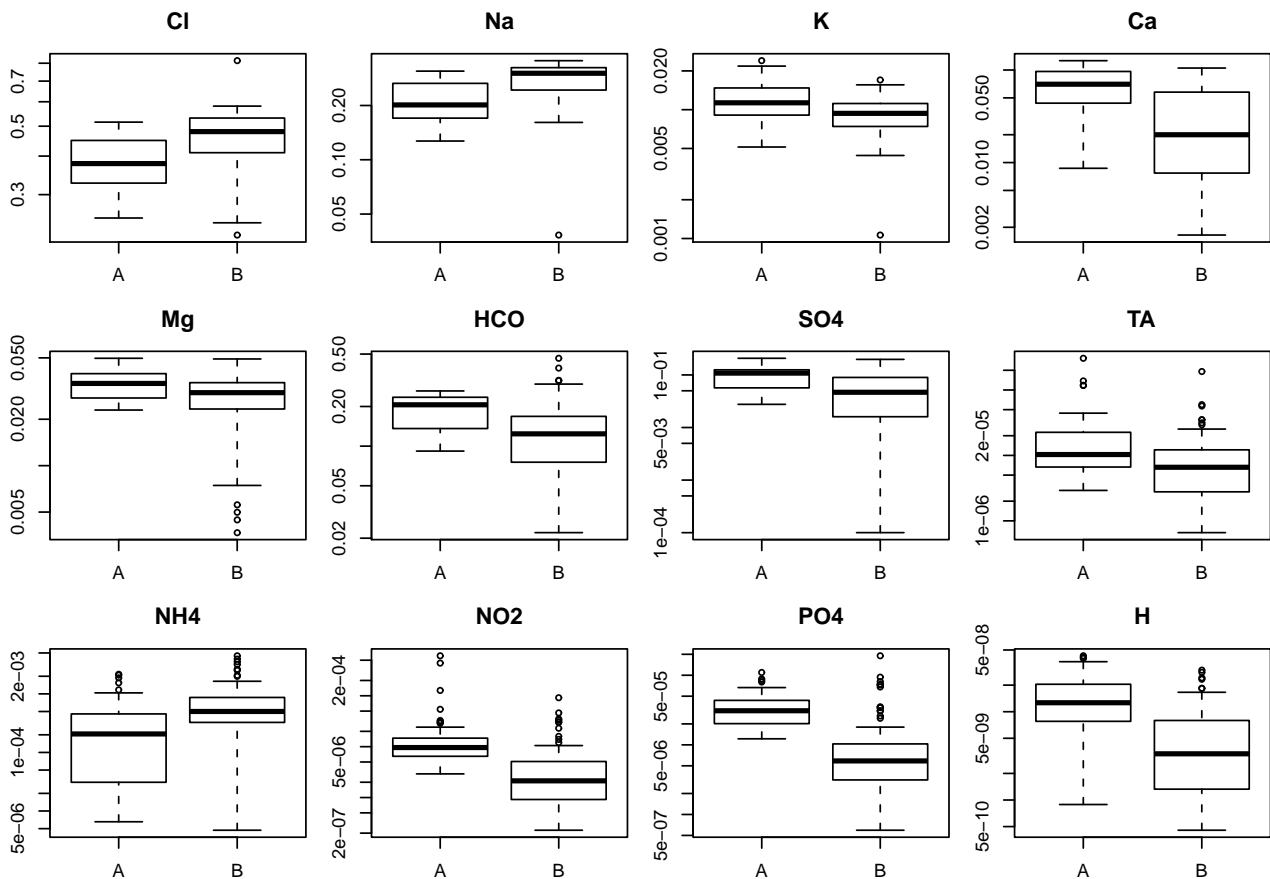 Cl
Na
K
Ca
0.7
0.5
0.3
A
B
0.20
0.10
0.05
A
B
0.020
0.005
0.001
A
B
0.050
0.010
0.002
A
B
Mg
HCO
SO4
TA
0.050
0.020
0.005
A
B
0.50
0.20
0.05
0.02
A
B
1e−01
5e−03
1e−04
A
B
2e−05
1e−06
A
B
NH4
NO2
PO4
H
2e−03
1e−04
5e−06
A
B
2e−04
5e−06
2e−07
A
B
5e−05
5e−06
5e−07
A
B
5e−08
5e−09
5e−10
A
B